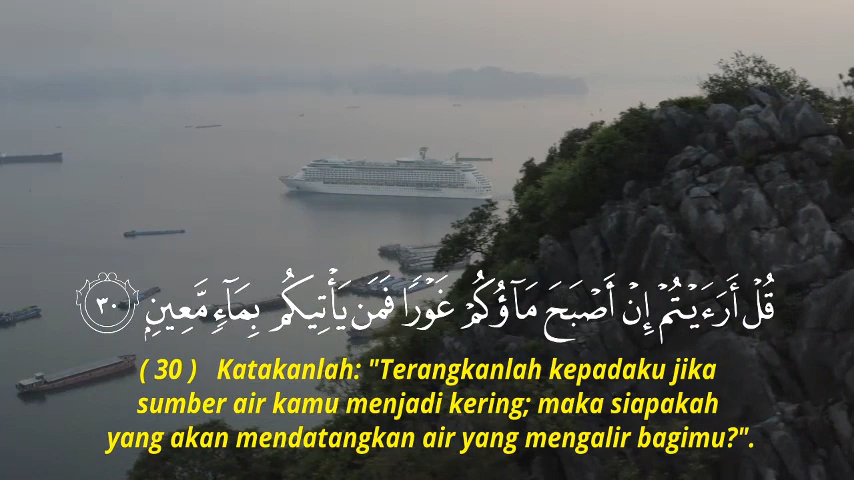 قُلْ أَرَءَيْتُمْ إِنْ أَصْبَحَ مَآؤُكُمْ غَوْرًا فَمَن يَأْتِيكُم بِمَآءٍ مَّعِينٍۭ ٣٠
( 30 ) Katakanlah: "Terangkanlah kepadaku jika
sumber air kamu menjadi kering; maka siapakah
yang akan mendatangkan air yang mengalir bagimu?".